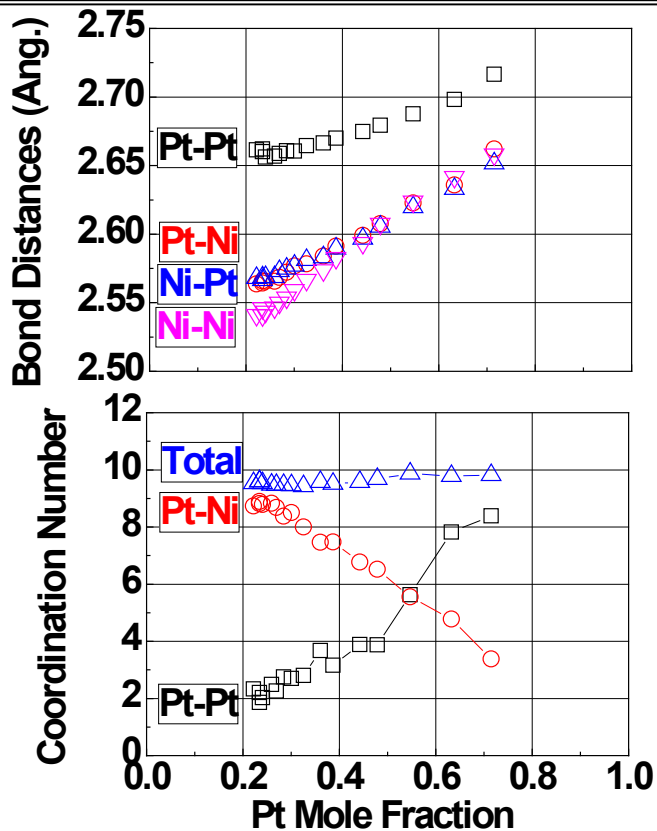 Bond Distances (Ang.)
2.75
2.70
2.65
2.60
2.55
2.50
Pt-Pt
Pt-Ni
Ni-Pt
Ni-Ni
Coordination Number
12
10
8
6
4
2
0
Total
Pt-Ni
Pt-Pt
0.0 0.2 0.4 0.6 0.8 1.0
Pt Mole Fraction